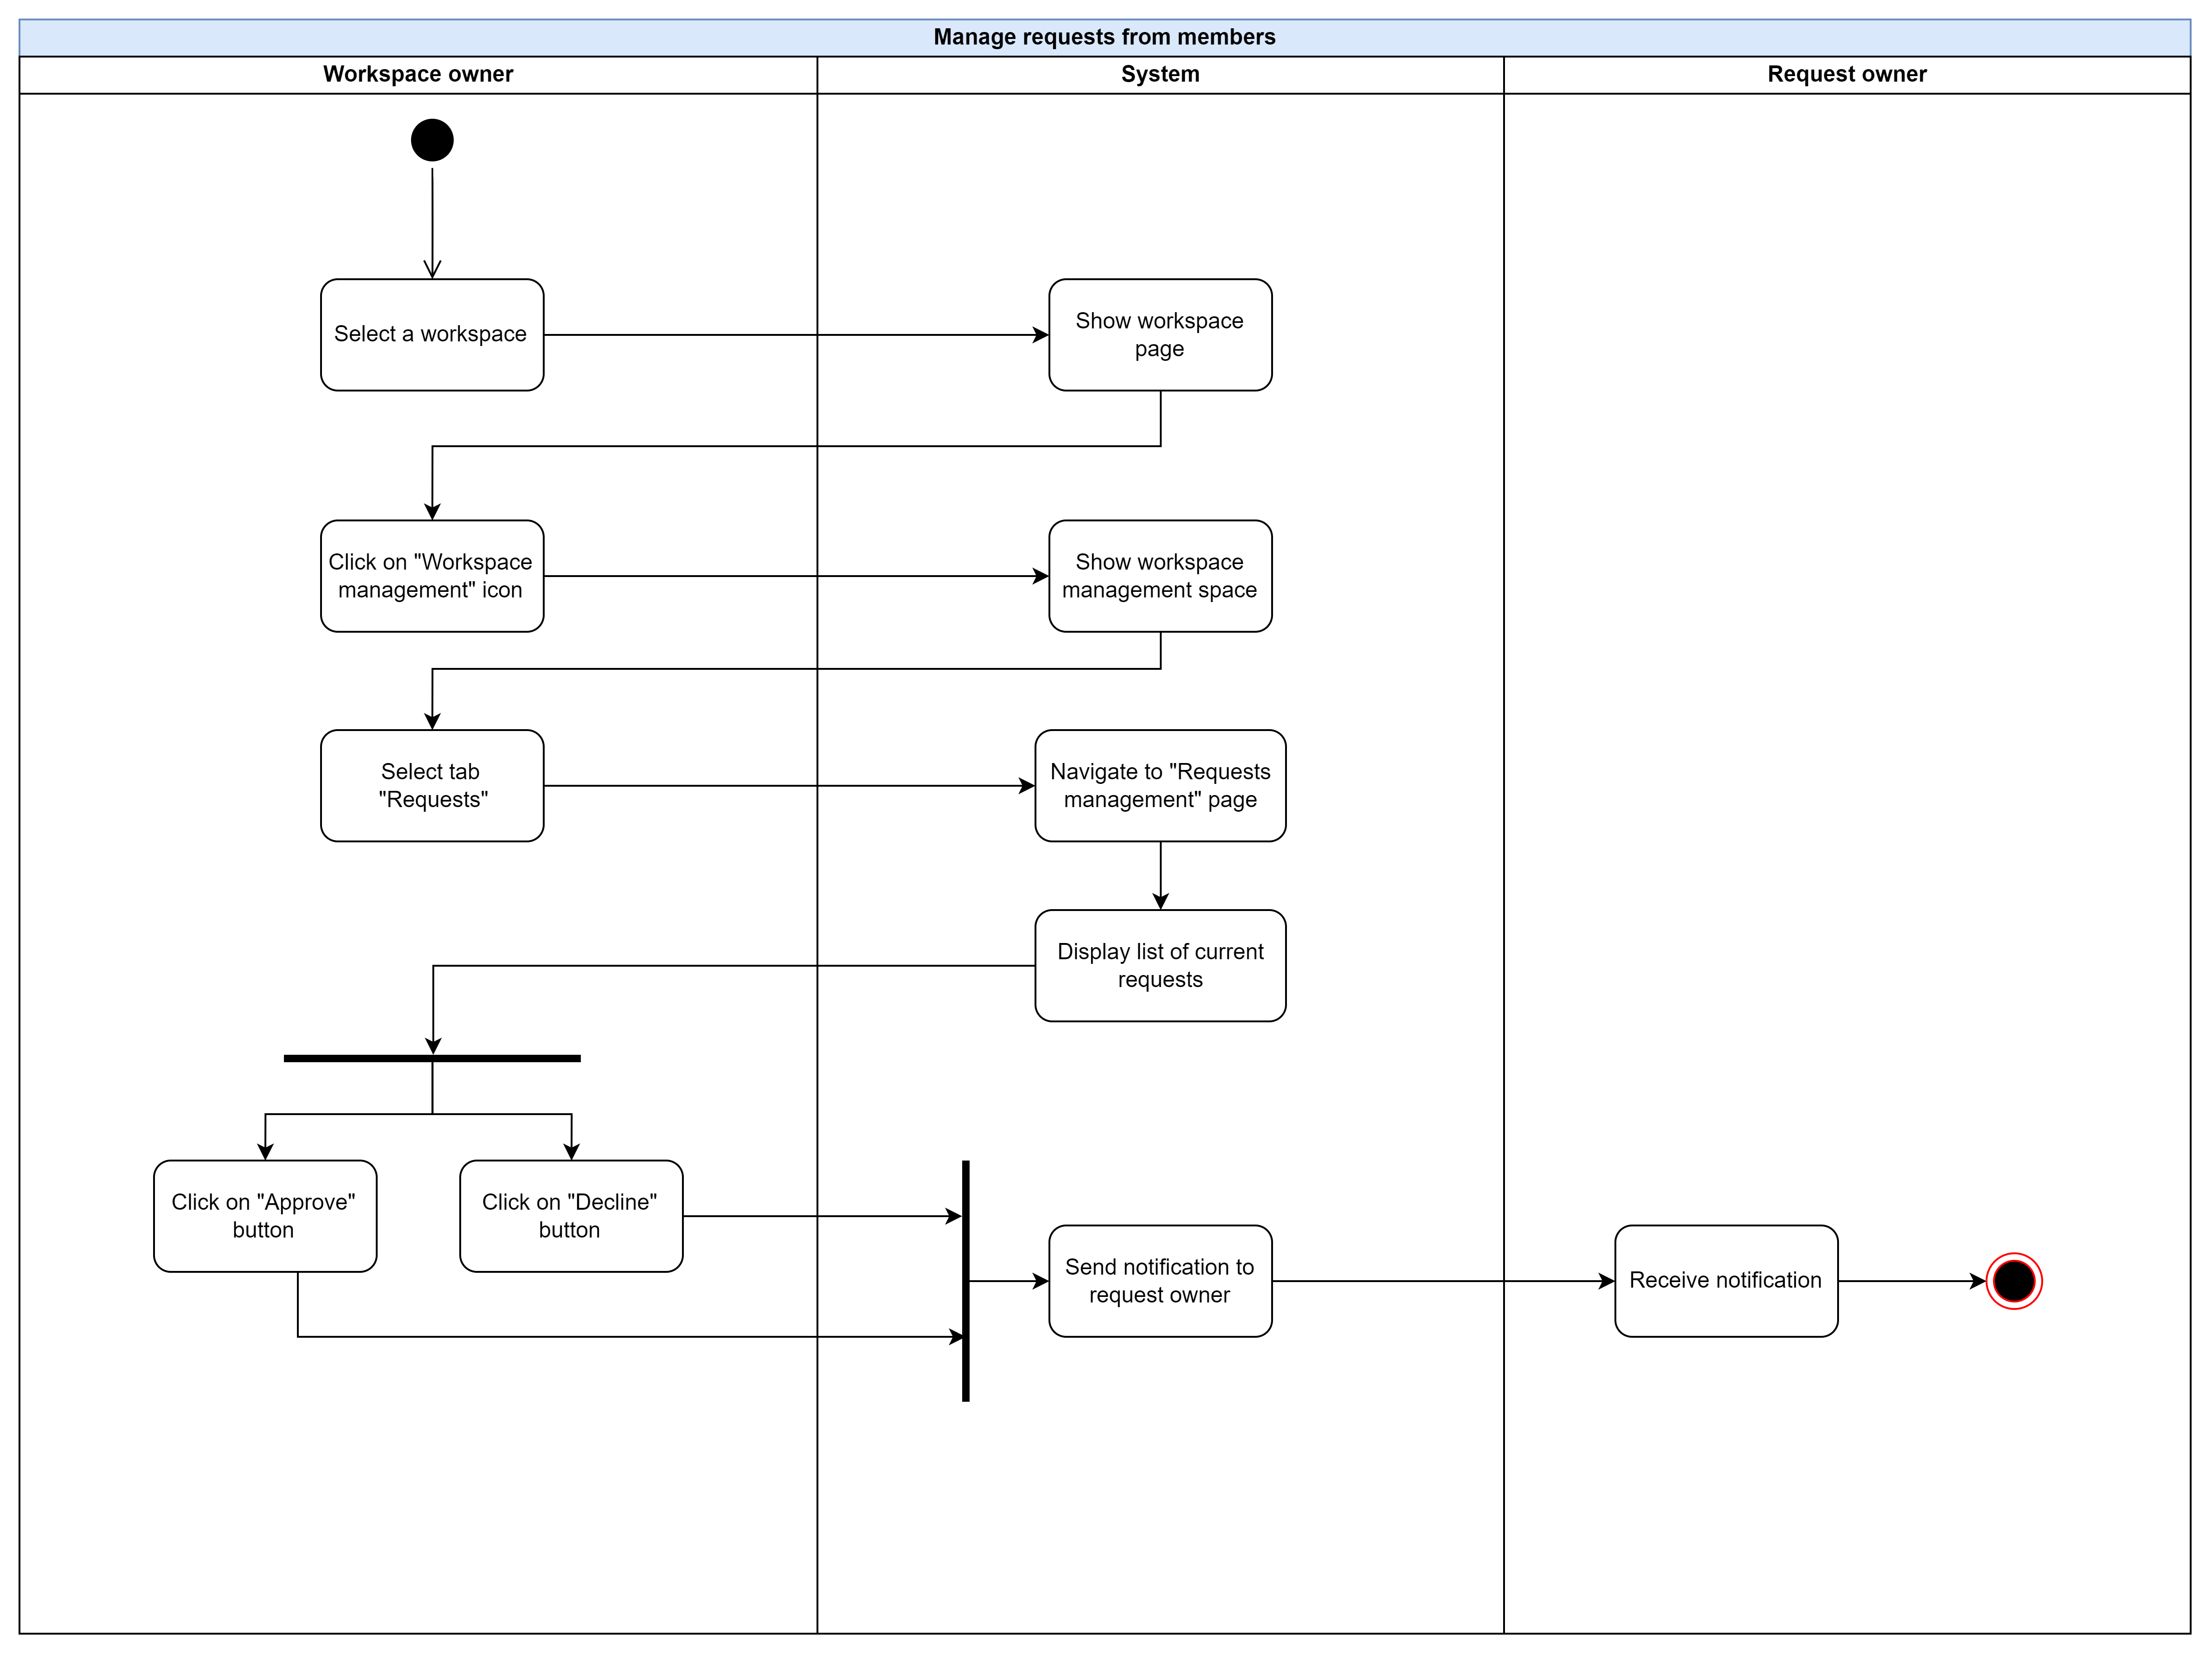 Manage requests from members
Workspace owner
System
Request owner
Select a workspace
Show workspace
page
Click on "Workspace
management" icon
Show workspace
management space
Select tab
"Requests"
Navigate to "Requests
management" page
Display list of current
requests
Click on "Approve"
button
Click on "Decline"
button
Send notification to
request owner
Receive notification